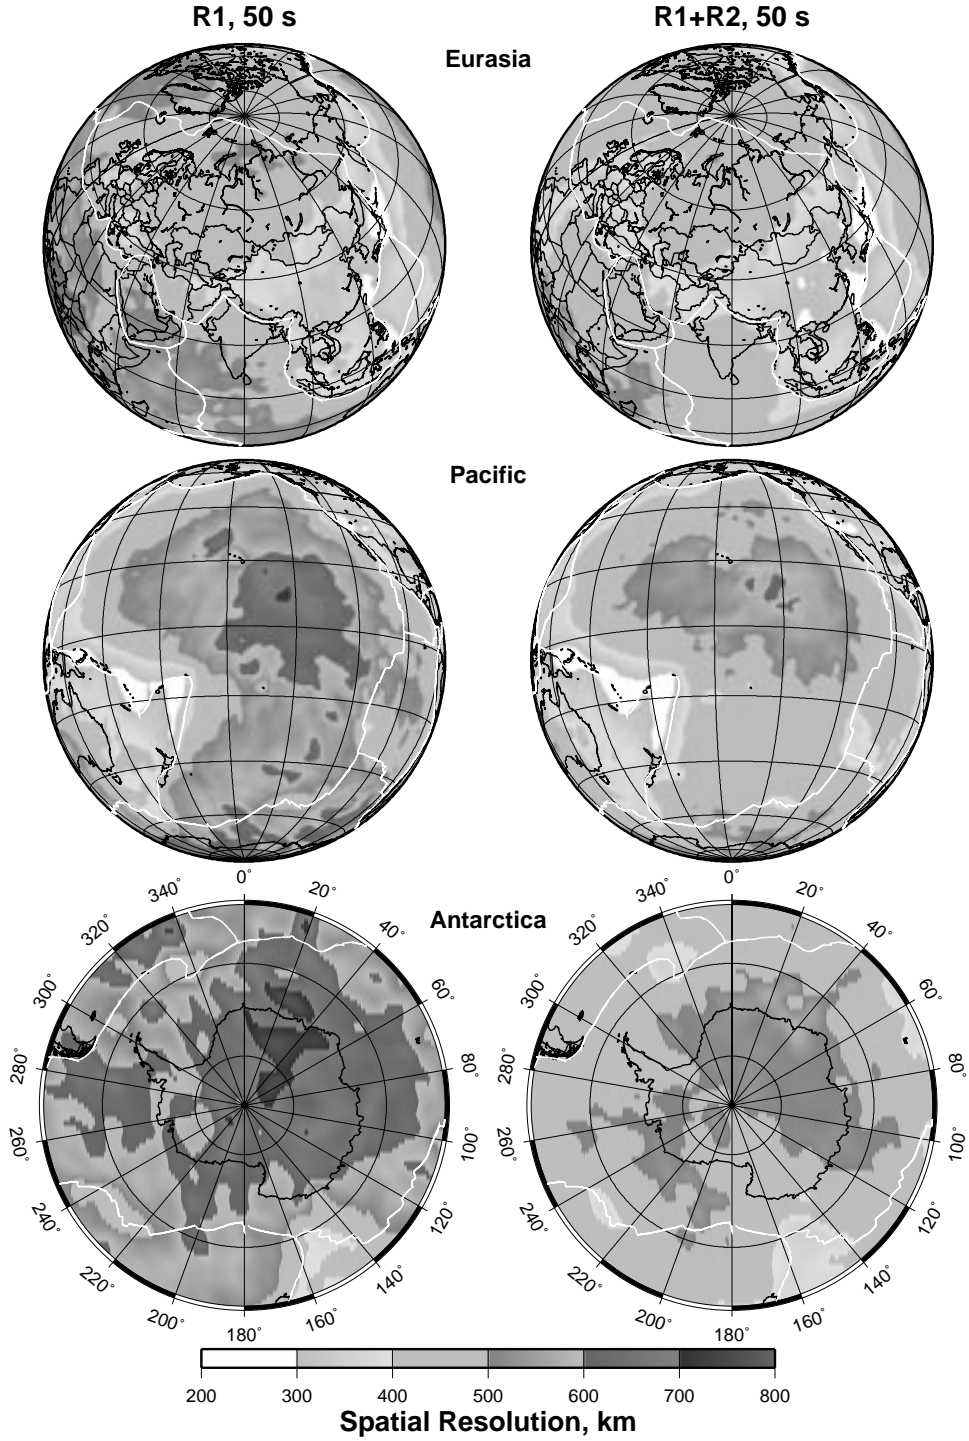 R1, 50 s
R1+R2, 50 s
Eurasia
Pacific
Antarctica
0° 20° 40° 60° 80° 100° 120° 140° 160° 180° 200° 220° 240° 260° 280° 300° 320° 340°
20° 40° 60° 80° 100° 120° 140° 160° 180° 200° 220° 240° 260° 280° 300° 320° 340°
200 300 400 500 600 700 800
Spatial Resolution, km